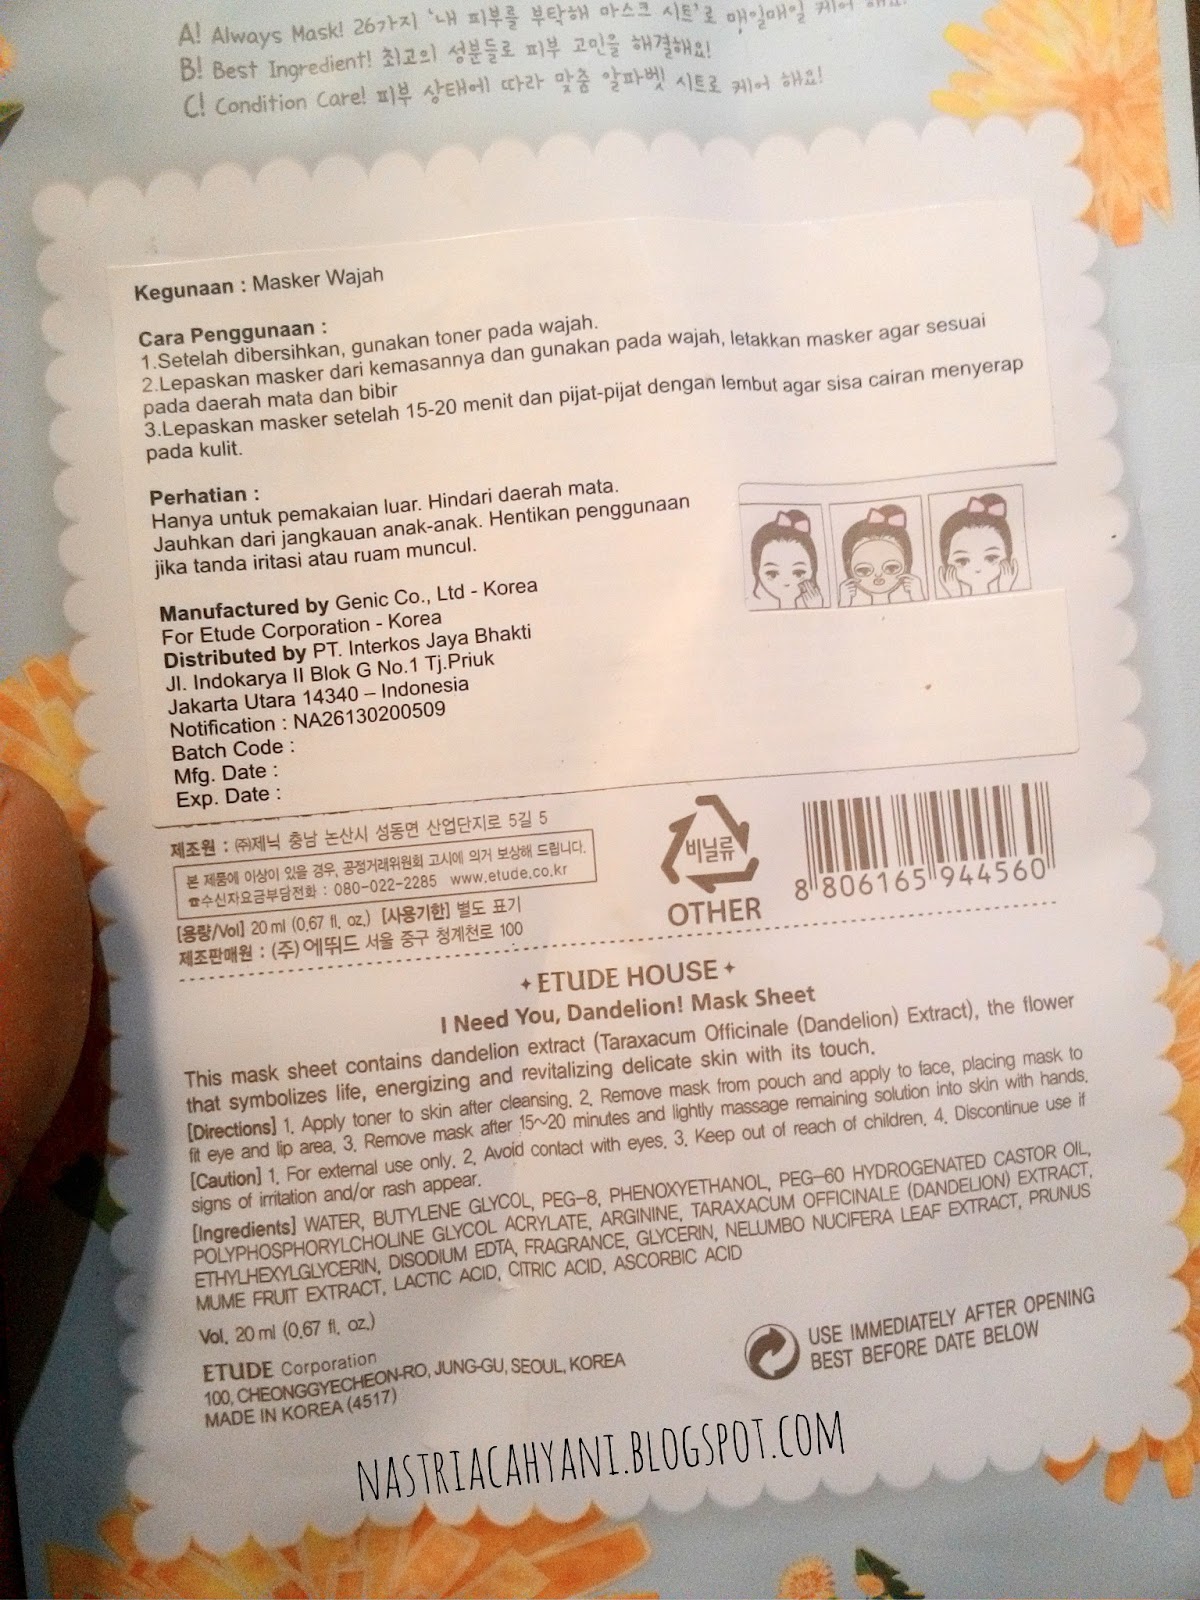 A! Always Mask! 26가지 '내 피부를 부탁해 마스크 시트'로 매일매일 케어
B! Best Ingredient! 최고의 성분들로 피부 고민을 해결해요!
C! Condition Care! 피부 상태에 따라 맞춤 알파벳 시트로 케어 해요!
Kegunaan : Masker Wajah
Cara Penggunaan :
1.Setelah dibersihkan, gunakan toner pada wajah.
2.Lepaskan masker dari kemasannya dan gunakan pada wajah, letakkan masker agar sesuai
pada daerah mata dan bibir
3.Lepaskan masker setelah 15-20 menit dan pijat-pijat dengan lembut agar sisa cairan menyerap
pada kulit.
Perhatian :
Hanya untuk pemakaian luar. Hindari daerah mata.
Jauhkan dari jangkauan anak-anak. Hentikan penggunaan
jika tanda iritasi atau ruam muncul.
Manufactured by Genic Co., Ltd - Korea
For Etude Corporation - Korea
Distributed by PT. Interkos Jaya Bhakti
Jl. Indokarya II Blok G No.1 Tj.Priuk
Jakarta Utara 14340 – Indonesia
Notification : NA26130200509
Batch Code :
Mfg. Date :
Exp. Date :
제조원 : ㈜제닉 충남 논산시 성동면 산업단지로 5길 5
본 제품에 이상이 있을 경우, 공정거래위원회 고시에 의거 보상해 드립니다.
☎수신자요금부담전화 : 080-022-2285 www.etude.co.kr
[용량/Vol] 20 ml (0.67 fl. oz.) [사용기한] 별도 표기
제조판매원 : (주)에뛰드 서울 중구 청계천로 100
비닐류
OTHER
8 806165 944560
ETUDE HOUSE
I Need You, Dandelion! Mask Sheet
This mask sheet contains dandelion extract (Taraxacum Officinale (Dandelion) Extract), the flower
that symbolizes life, energizing and revitalizing delicate skin with its touch.
[Directions] 1. Apply toner to skin after cleansing. 2. Remove mask from pouch and apply to face, placing mask to
fit eye and lip area. 3. Remove mask after 15~20 minutes and lightly massage remaining solution into skin with hands.
[Caution] 1. For external use only. 2. Avoid contact with eyes. 3. Keep out of reach of children. 4. Discontinue use if
signs of irritation and/or rash appear.
[Ingredients] WATER, BUTYLENE GLYCOL, PEG-8, PHENOXYETHANOL, PEG-60 HYDROGENATED CASTOR OIL,
POLYPHOSPHORYLCHOLINE GLYCOL ACRYLATE, ARGININE, TARAXACUM OFFICINALE (DANDELION) EXTRACT,
ETHYLHEXYLGLYCERIN, DISODIUM EDTA, FRAGRANCE, GLYCERIN, NELUMBO NUCIFERA LEAF EXTRACT, PRUNUS
MUME FRUIT EXTRACT, LACTIC ACID, CITRIC ACID, ASCORBIC ACID
Vol. 20 ml (0.67 fl. oz.)
ETUDE Corporation
100, CHEONGGYECHEON-RO, JUNG-GU, SEOUL, KOREA
MADE IN KOREA (4517)
USE IMMEDIATELY AFTER OPENING
BEST BEFORE DATE BELOW
NASTRIACAHYANI.BLOGSPOT.COM